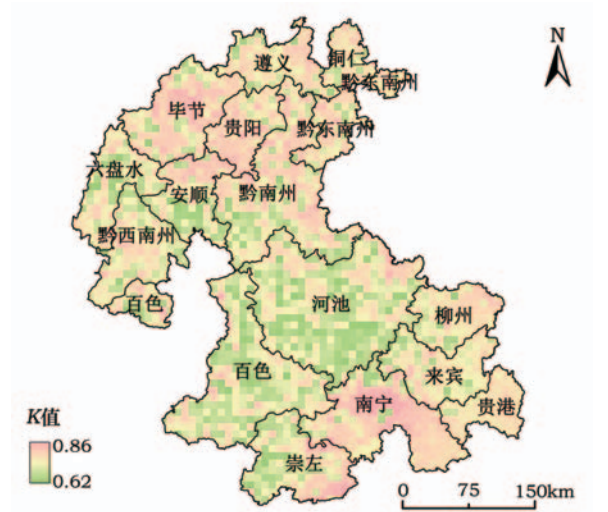 N
遵义
铜仁
黔东南州
毕节
贵阳
黔东南州
六盘水
安顺
黔南州
黔西南州
百色
河池
柳州
百色
来宾
南宁
贵港
崇左
K值
0.86
0.62
0 75 150km